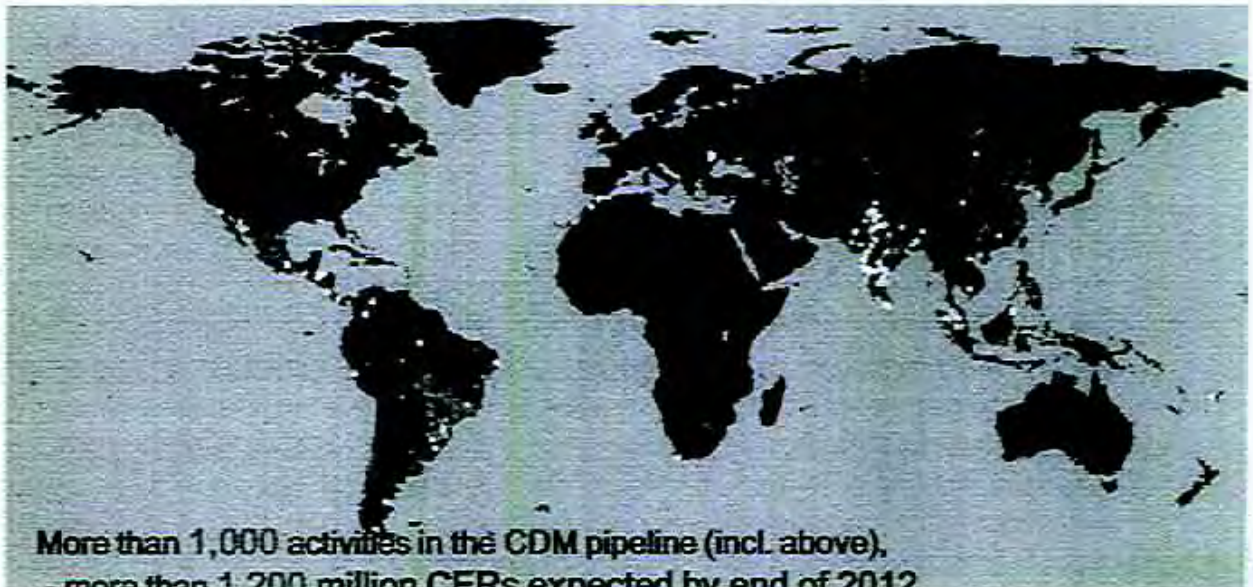 More than 1,000 activities in the CDM pipeline (incl. above),
more than 1,200 million CERs expected by end of 2012